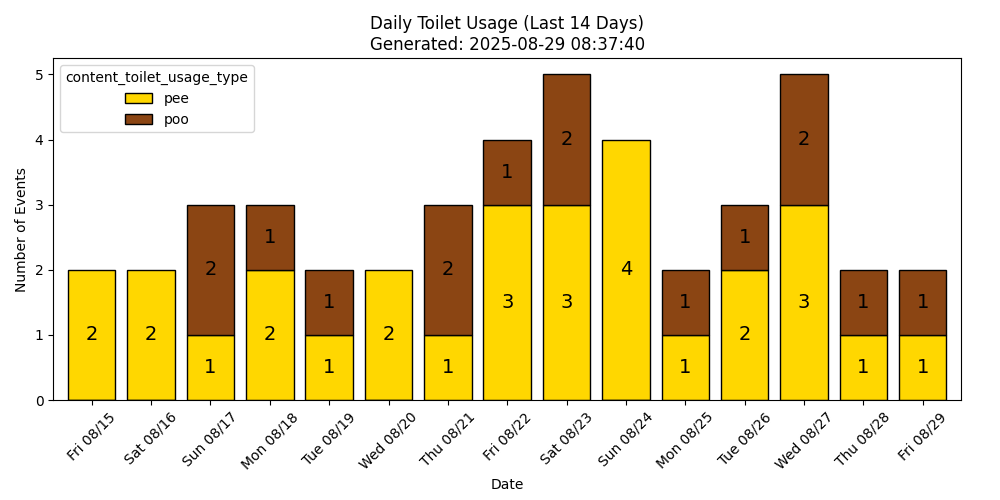 Daily Toilet Usage (Last 14 Days)
Generated: 2025-08-29 08:37:40
content_toilet_usage_type
pee
poo
Number of Events
5
4
3
2
1
0
2
2
2
1
1
2
1
1
2
2
1
1
3
2
3
4
1
1
1
2
2
3
1
1
1
1
Fri 08/15
Sat 08/16
Sun 08/17
Mon 08/18
Tue 08/19
Wed 08/20
Thu 08/21
Fri 08/22
Sat 08/23
Sun 08/24
Mon 08/25
Tue 08/26
Wed 08/27
Thu 08/28
Fri 08/29
Date